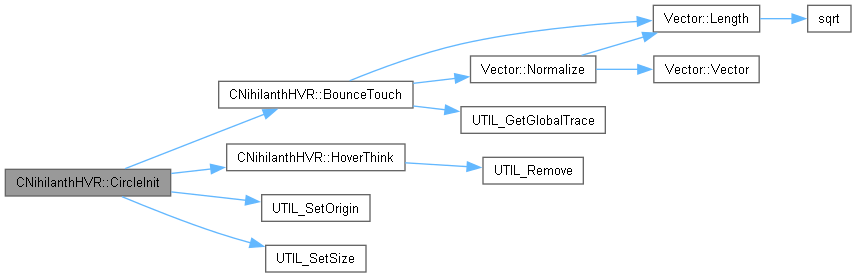 CNihilanthHVR::CircleInit
CNihilanthHVR::BounceTouch
Vector::Length
sqrt
Vector::Normalize
Vector::Vector
UTIL_GetGlobalTrace
CNihilanthHVR::HoverThink
UTIL_Remove
UTIL_SetOrigin
UTIL_SetSize